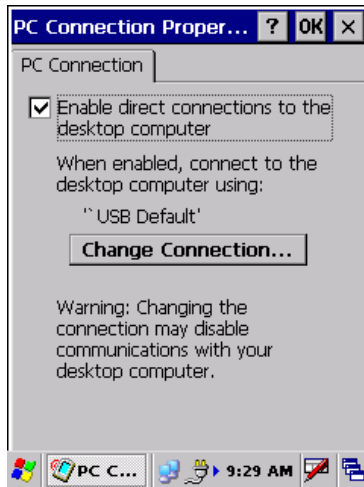 PC Connection Proper... ? OK ×
PC Connection
Enable direct connections to the
desktop computer
When enabled, connect to the
desktop computer using:
'`USB Default'
Change Connection...
Warning: Changing the
connection may disable
communications with your
desktop computer.
PC C... 9:29 AM